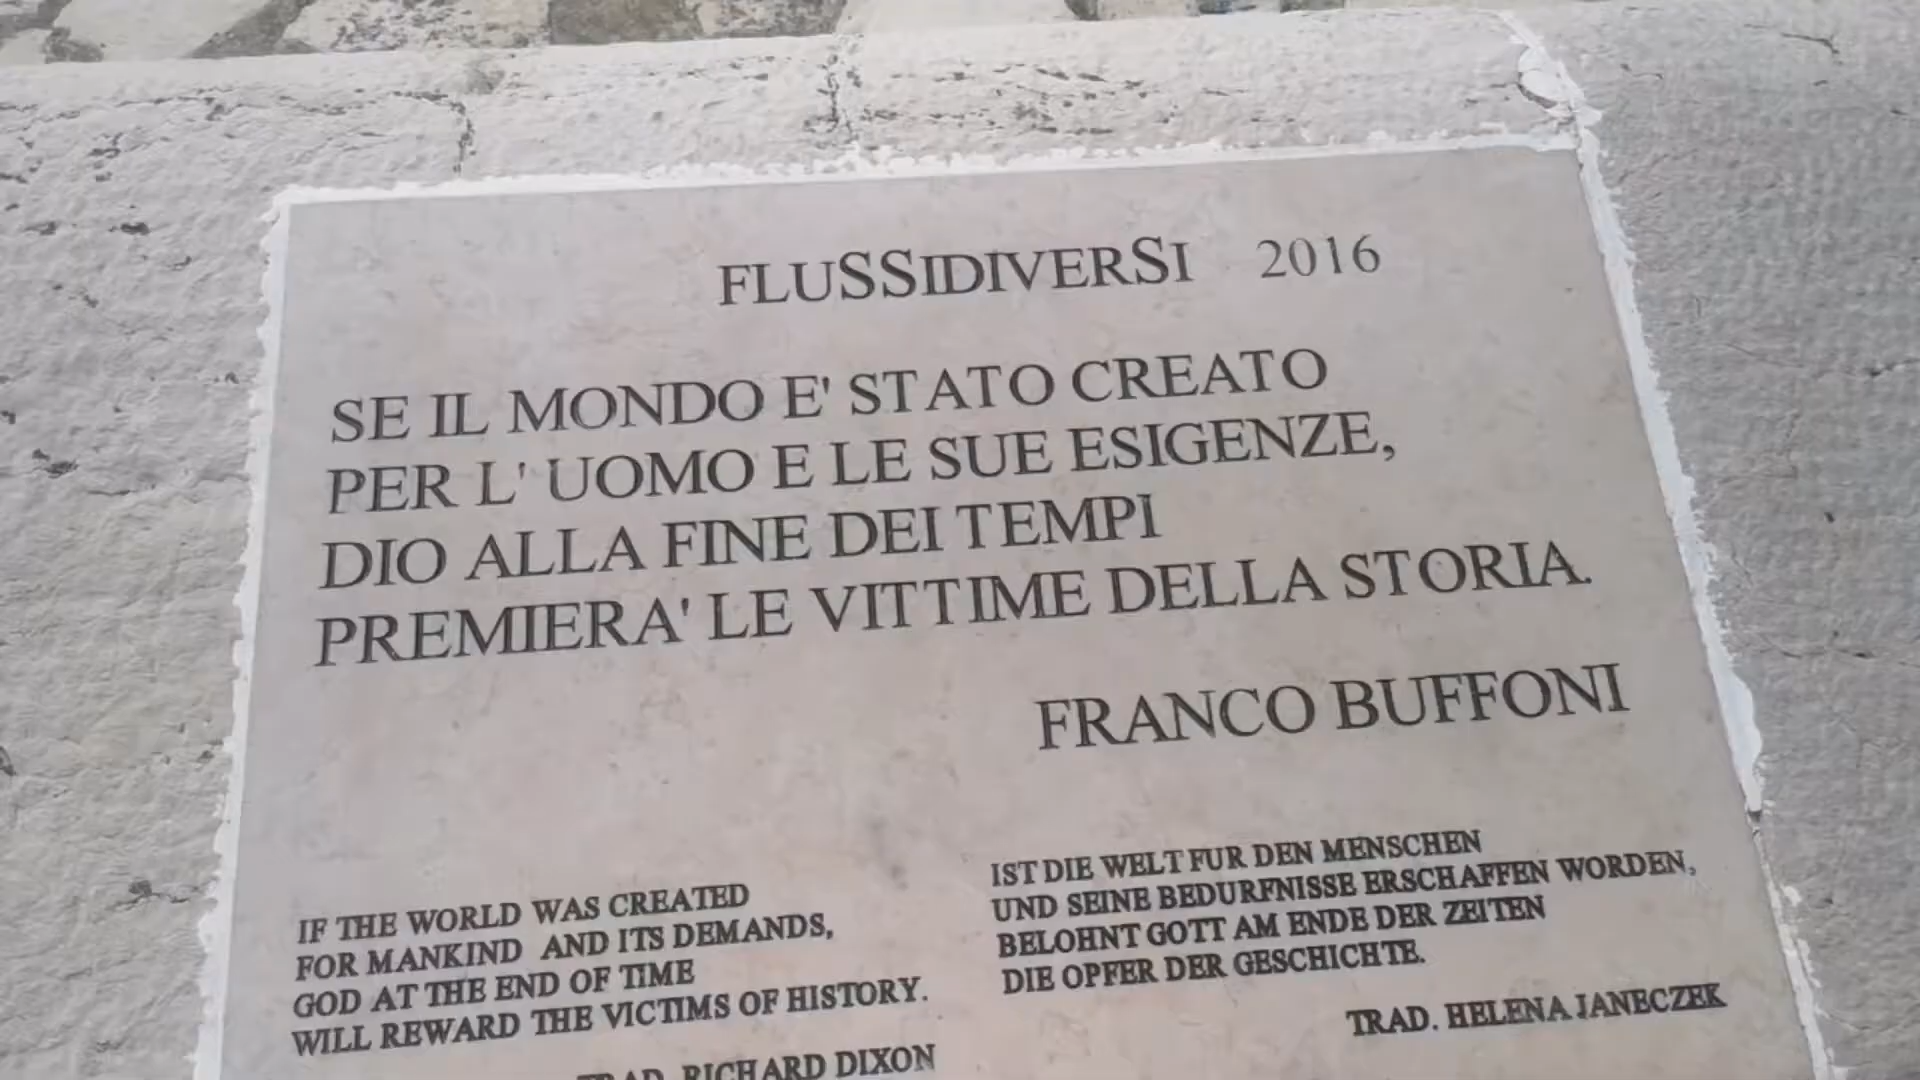 FLUSSIDIVERSI 2016
SE IL MONDO E' STATO CREATO
PER L' UOMO E LE SUE ESIGENZE,
DIO ALLA FINE DEI TEMPI
PREMIERA' LE VITTIME DELLA STORIA.
FRANCO BUFFONI
IF THE WORLD WAS CREATED
FOR MANKIND AND ITS DEMANDS,
GOD AT THE END OF TIME
WILL REWARD THE VICTIMS OF HISTORY.
TRAD. RICHARD DIXON
IST DIE WELT FUR DEN MENSCHEN
UND SEINE BEDURFNISSE ERSCHAFFEN WORDEN,
BELOHNT GOTT AM ENDE DER ZEITEN
DIE OPFER DER GESCHICHTE.
TRAD. HELENA JANECZEK